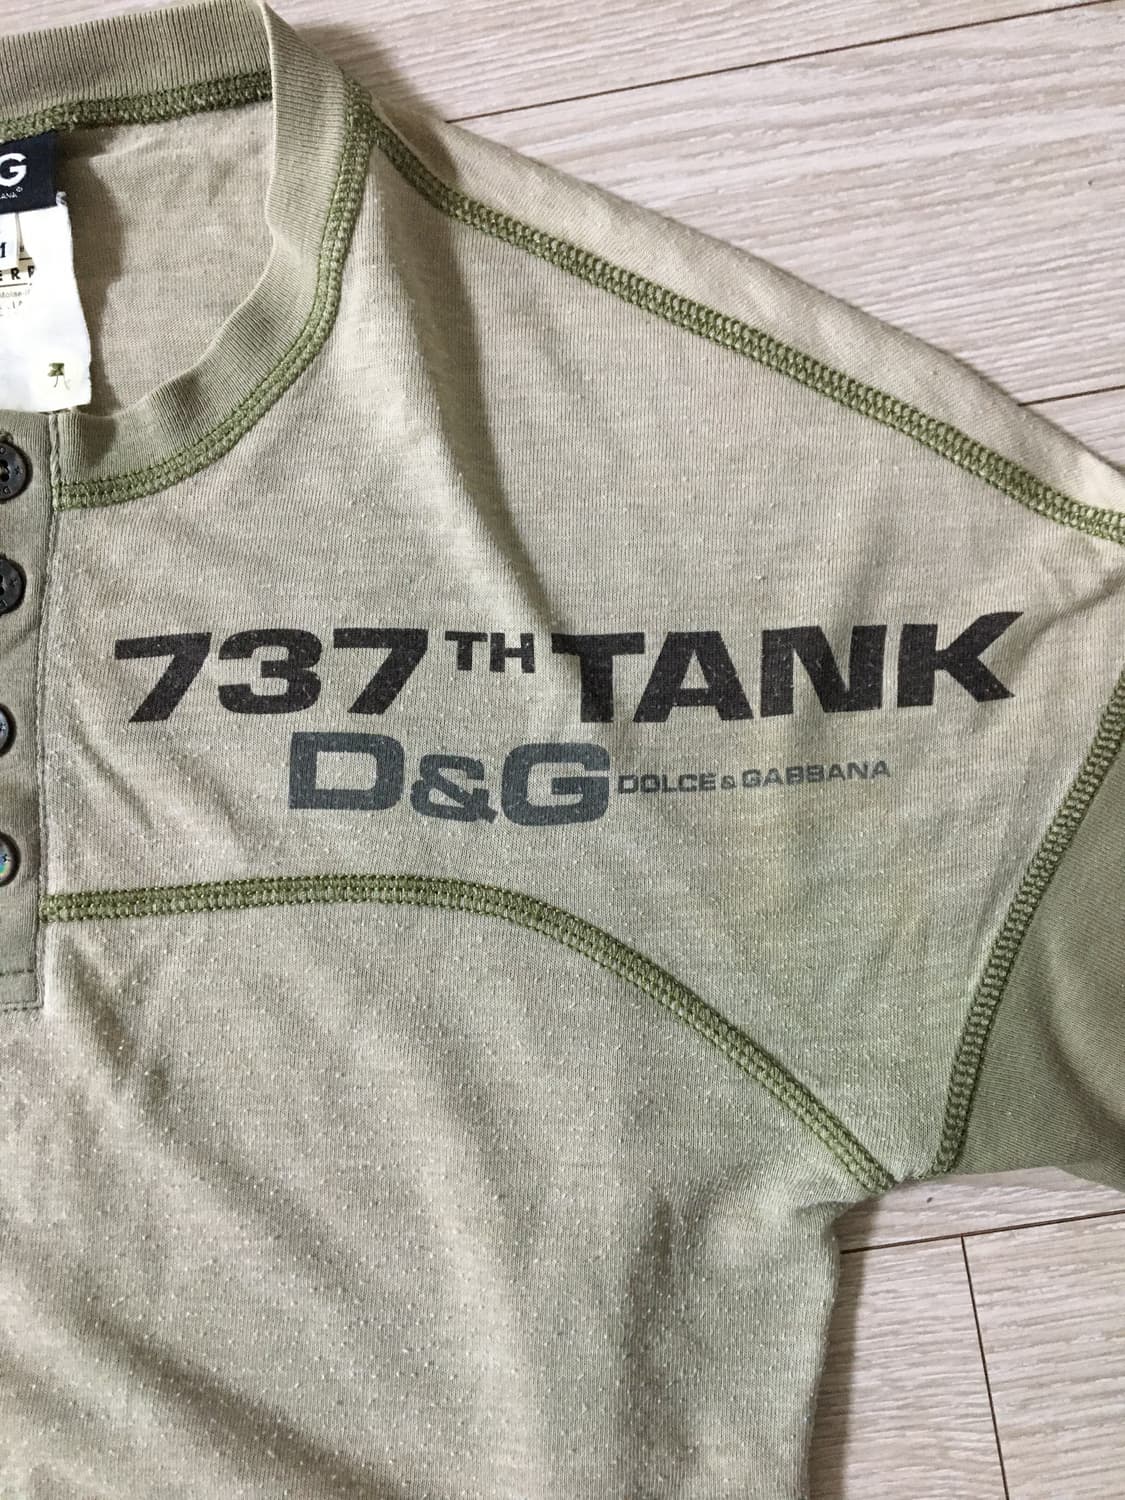 G
737TH TANK
D&G DOLCE & GABBANA